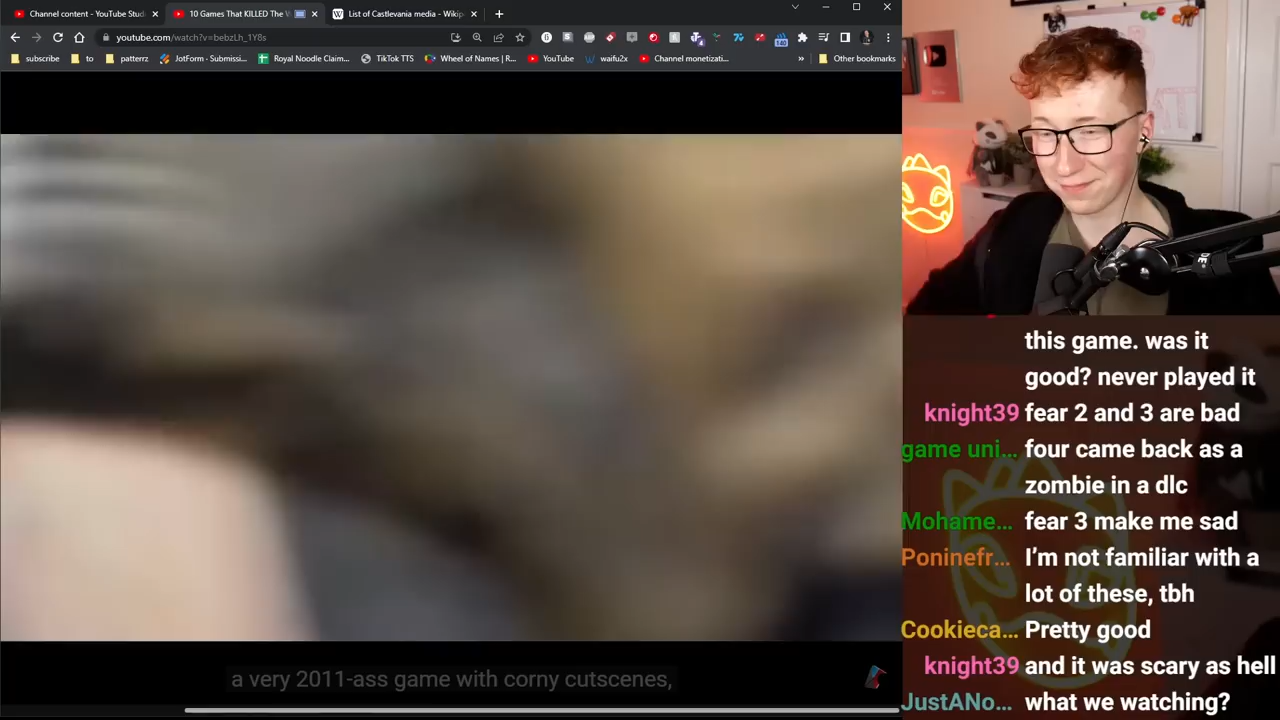 Channel content - YouTube Stud
10 Games That KILLED The
List of Castlevania media - Wikip
youtube.com/watch?v=bebzLh_1Y8s
140
subscribe
to
patterrz
JotForm - Submissi...
Royal Noodle Claim...
TikTok TTS
Wheel of Names | R...
YouTube
waifu2x
Channel monetizati...
»
Other bookmarks
this game. was it
good? never played it
knight39 fear 2 and 3 are bad
game uni... four came back as a
zombie in a dlc
Mohame... fear 3 make me sad
Poninefr... I'm not familiar with a
lot of these, tbh
Cookieca... Pretty good
knight39 and it was scary as hell
JustANo... what we watching?
a very 2011-ass game with corny cutscenes,